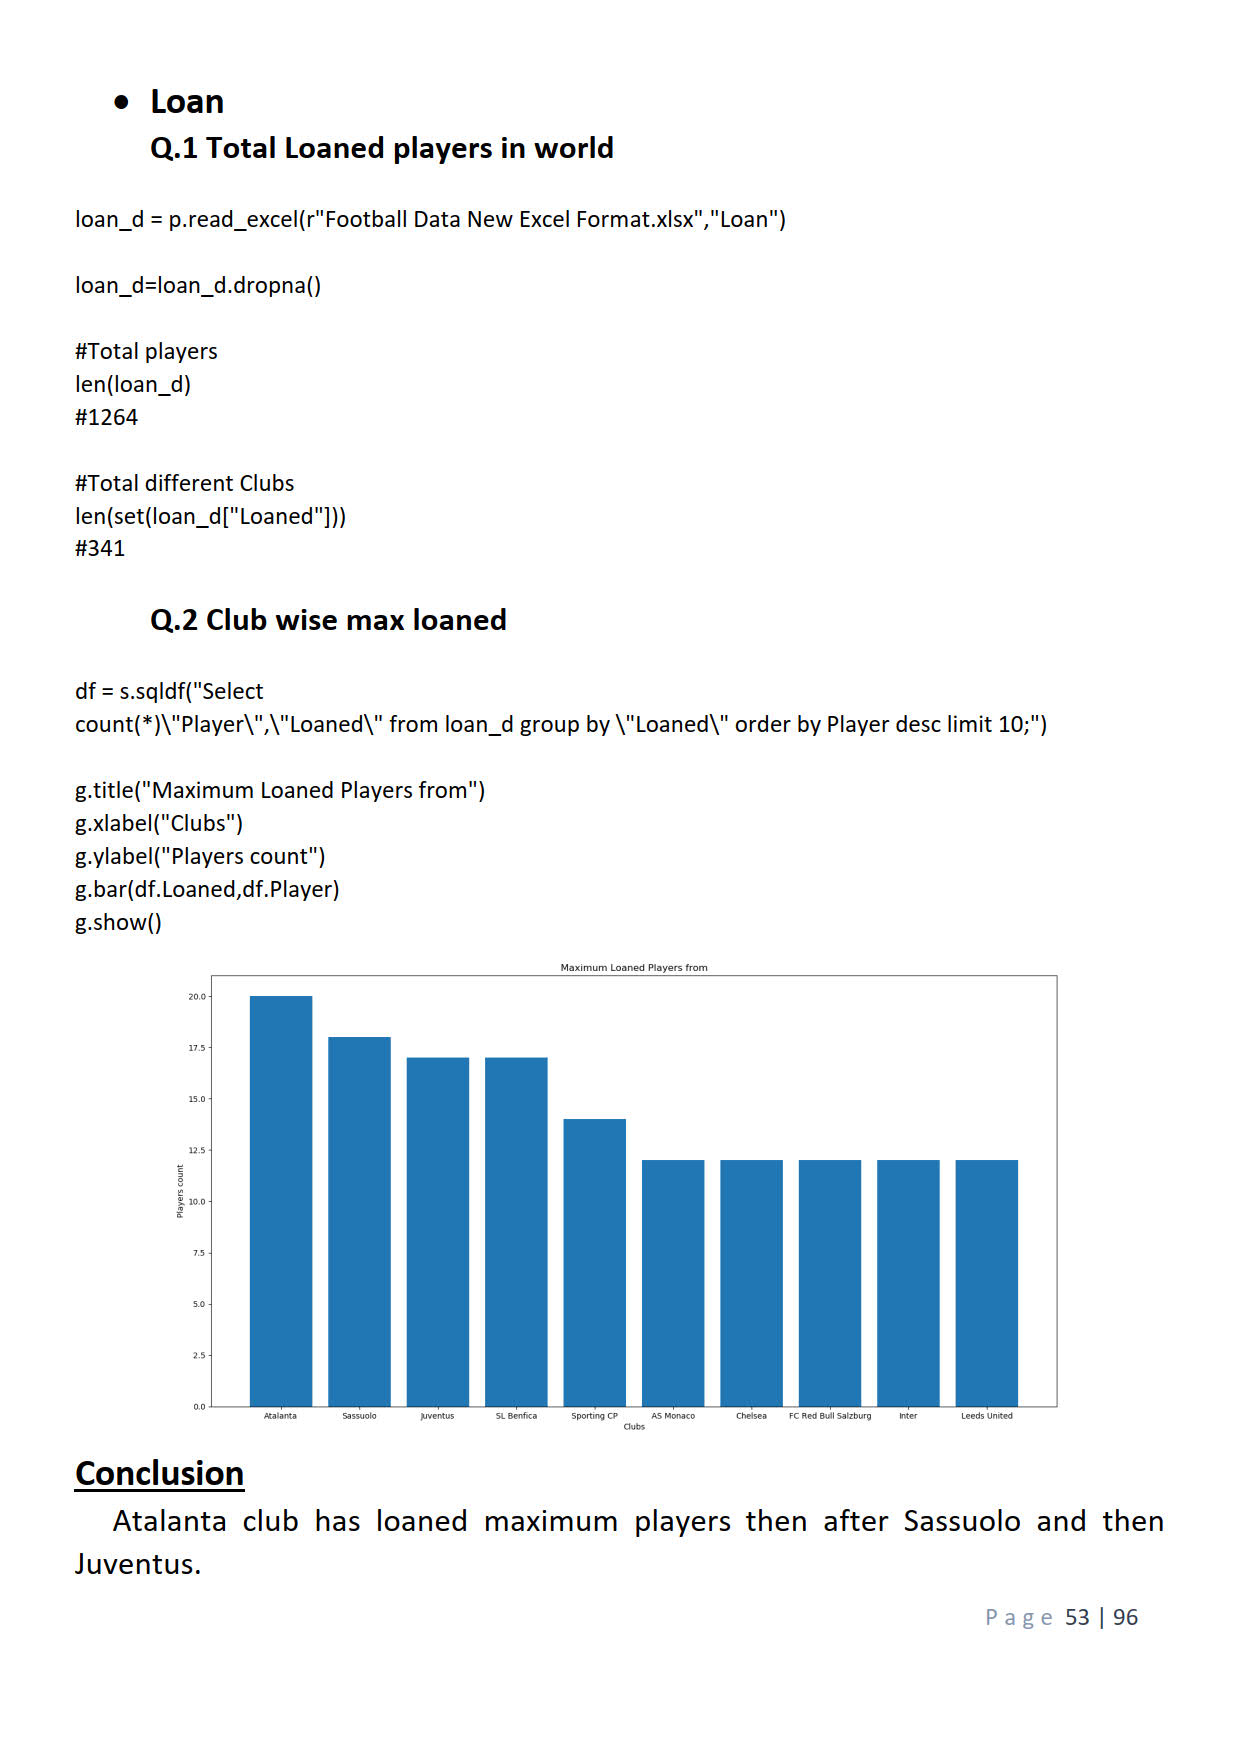 • Loan
Q.1 Total Loaned players in world
loan_d = p.read_excel(r"Football Data New Excel Format.xlsx","Loan")
loan_d=loan_d.dropna()
#Total players
len(loan_d)
#1264
#Total different Clubs
len(set(loan_d["Loaned"]))
#341
Q.2 Club wise max loaned
df = s.sqldf("Select
count(*)\"Player\",\"Loaned\" from loan_d group by \"Loaned\" order by Player desc limit 10;")
g.title("Maximum Loaned Players from")
g.xlabel("Clubs")
g.ylabel("Players count")
g.bar(df.Loaned,df.Player)
g.show()
Maximum Loaned Players from
20.0
17.5
15.0
12.5
Players count
10.0
7.5
5.0
2.5
0.0
Atalanta Sassuolo Juventus SL Benfica Sporting CP AS Monaco Chelsea FC Red Bull Salzburg Inter Leeds United
Clubs
Conclusion
Atalanta club has loaned maximum players then after Sassuolo and then
Juventus.
Page 53 | 96